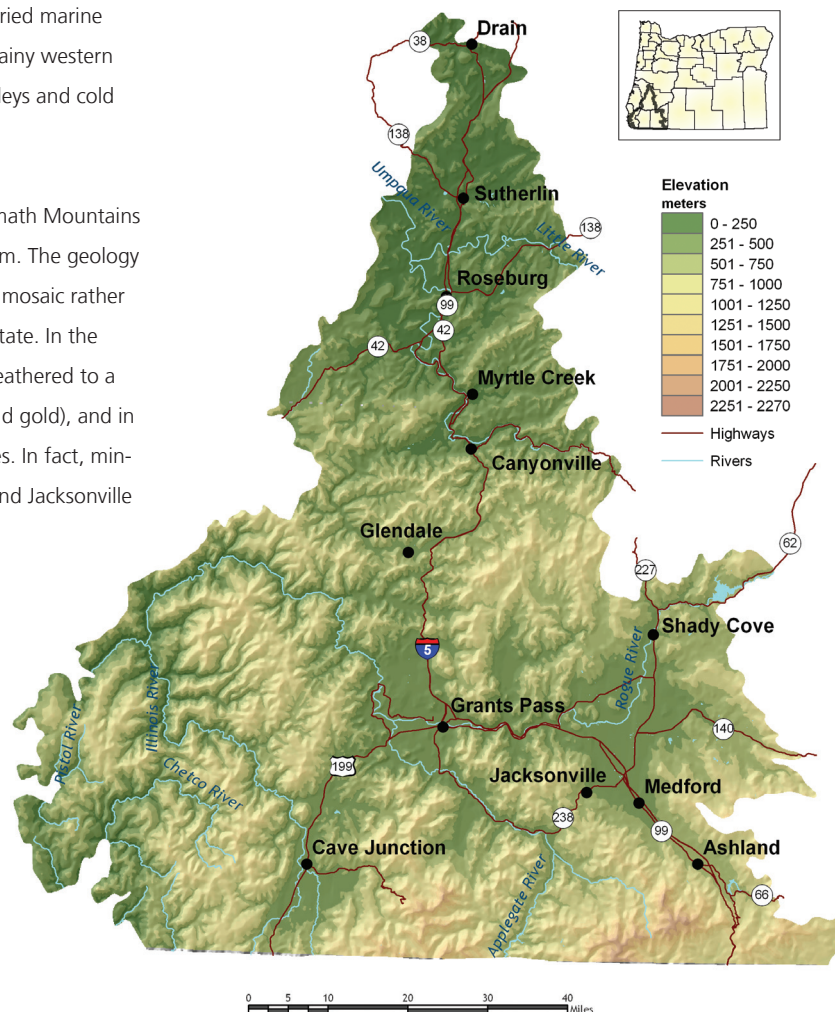 ried marine
ainy western
leys and cold
math Mountains
m. The geology
mosaic rather
tate. In the
eathered to a
d gold), and in
es. In fact, min-
nd Jacksonville
Drain
38
138
Umpqua River
Sutherlin
Little River
138
Roseburg
99
42
42
Myrtle Creek
Canyonville
Glendale
62
227
Shady Cove
5
Rogue River
Grants Pass
140
Pistol River
Illinois River
Chetco River
199
Jacksonville
Medford
238
99
Cave Junction
Ashland
66
Applegate River
Elevation
meters
0 - 250
251 - 500
501 - 750
751 - 1000
1001 - 1250
1251 - 1500
1501 - 1750
1751 - 2000
2001 - 2250
2251 - 2270
Highways
Rivers
0 5 10 20 30 40
Miles